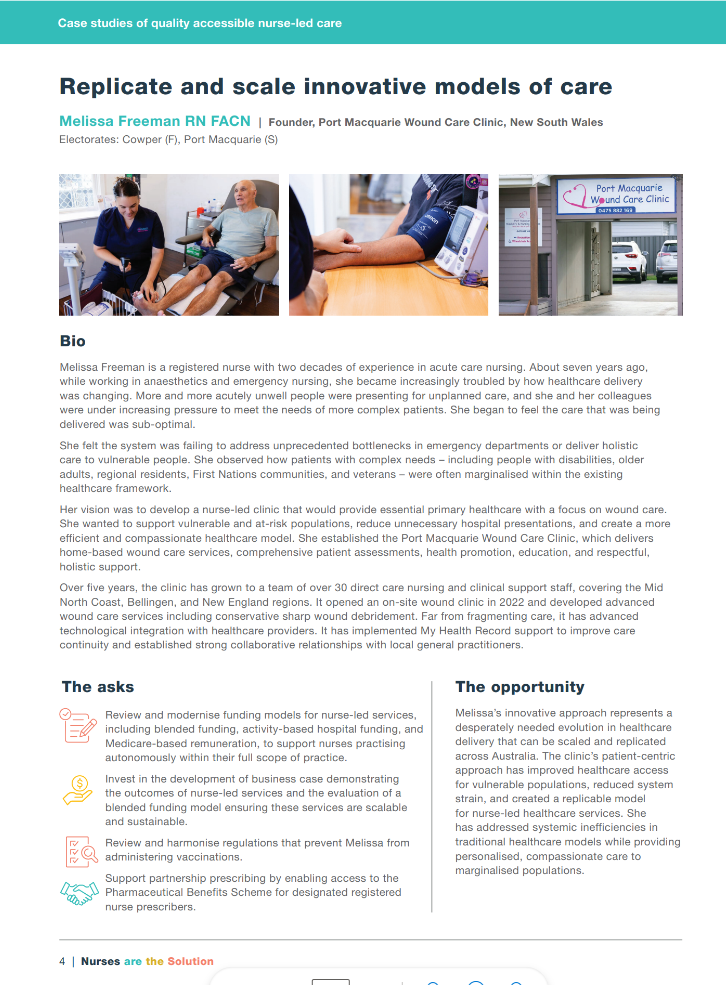 Case studies of quality accessible nurse-led care
Replicate and scale innovative models of care
Melissa Freeman RN FACN | Founder, Port Macquarie Wound Care Clinic, New South Wales
Electorates: Cowper (F), Port Macquarie (S)
Port Macquarie
Wound Care Clinic
Bio
Melissa Freeman is a registered nurse with two decades of experience in acute care nursing. About seven years ago,
while working in anaesthetics and emergency nursing, she became increasingly troubled by how healthcare delivery
was changing. More and more acutely unwell people were presenting for unplanned care, and she and her colleagues
were under increasing pressure to meet the needs of more complex patients. She began to feel the care that was being
delivered was sub-optimal.
She felt the system was failing to address unprecedented bottlenecks in emergency departments or deliver holistic
care to vulnerable people. She observed how patients with complex needs – including people with disabilities, older
adults, regional residents, First Nations communities, and veterans – were often marginalised within the existing
healthcare framework.
Her vision was to develop a nurse-led clinic that would provide essential primary healthcare with a focus on wound care.
She wanted to support vulnerable and at-risk populations, reduce unnecessary hospital presentations, and create a more
efficient and compassionate healthcare model. She established the Port Macquarie Wound Care Clinic, which delivers
home-based wound care services, comprehensive patient assessments, health promotion, education, and respectful,
holistic support.
Over five years, the clinic has grown to a team of over 30 direct care nursing and clinical support staff, covering the Mid
North Coast, Bellingen, and New England regions. It opened an on-site wound clinic in 2022 and developed advanced
wound care services including conservative sharp wound debridement. Far from fragmenting care, it has advanced
technological integration with healthcare providers. It has implemented My Health Record support to improve care
continuity and established strong collaborative relationships with local general practitioners.
The asks
Review and modernise funding models for nurse-led services,
including blended funding, activity-based hospital funding, and
Medicare-based remuneration, to support nurses practising
autonomously within their full scope of practice.
Invest in the development of business case demonstrating
the outcomes of nurse-led services and the evaluation of a
blended funding model ensuring these services are scalable
and sustainable.
Review and harmonise regulations that prevent Melissa from
administering vaccinations.
Support partnership prescribing by enabling access to the
Pharmaceutical Benefits Scheme for designated registered
nurse prescribers.
The opportunity
Melissa's innovative approach represents a
desperately needed evolution in healthcare
delivery that can be scaled and replicated
across Australia. The clinic's patient-centric
approach has improved healthcare access
for vulnerable populations, reduced system
strain, and created a replicable model
for nurse-led healthcare services. She
has addressed systemic inefficiencies in
traditional healthcare models while providing
personalised, compassionate care to
marginalised populations.
4 | Nurses are the Solution